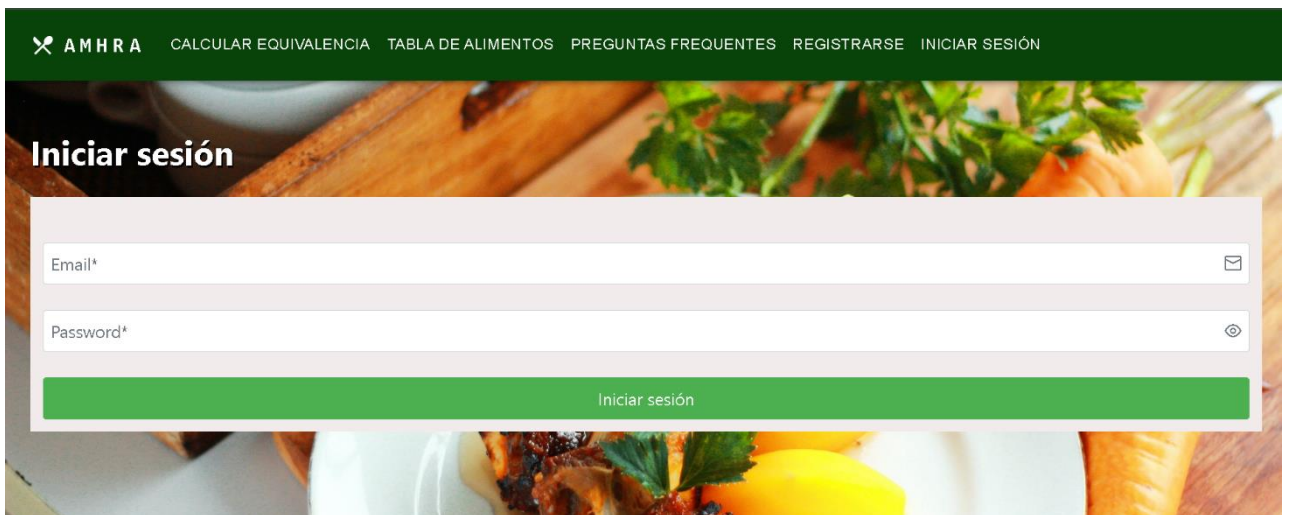 AMHRA CALCULAR EQUIVALENCIA TABLA DE ALIMENTOS PREGUNTAS FREQUENTES REGISTRARSE INICIAR SESIÓN
Iniciar sesión
Email*
Password*
Iniciar sesión